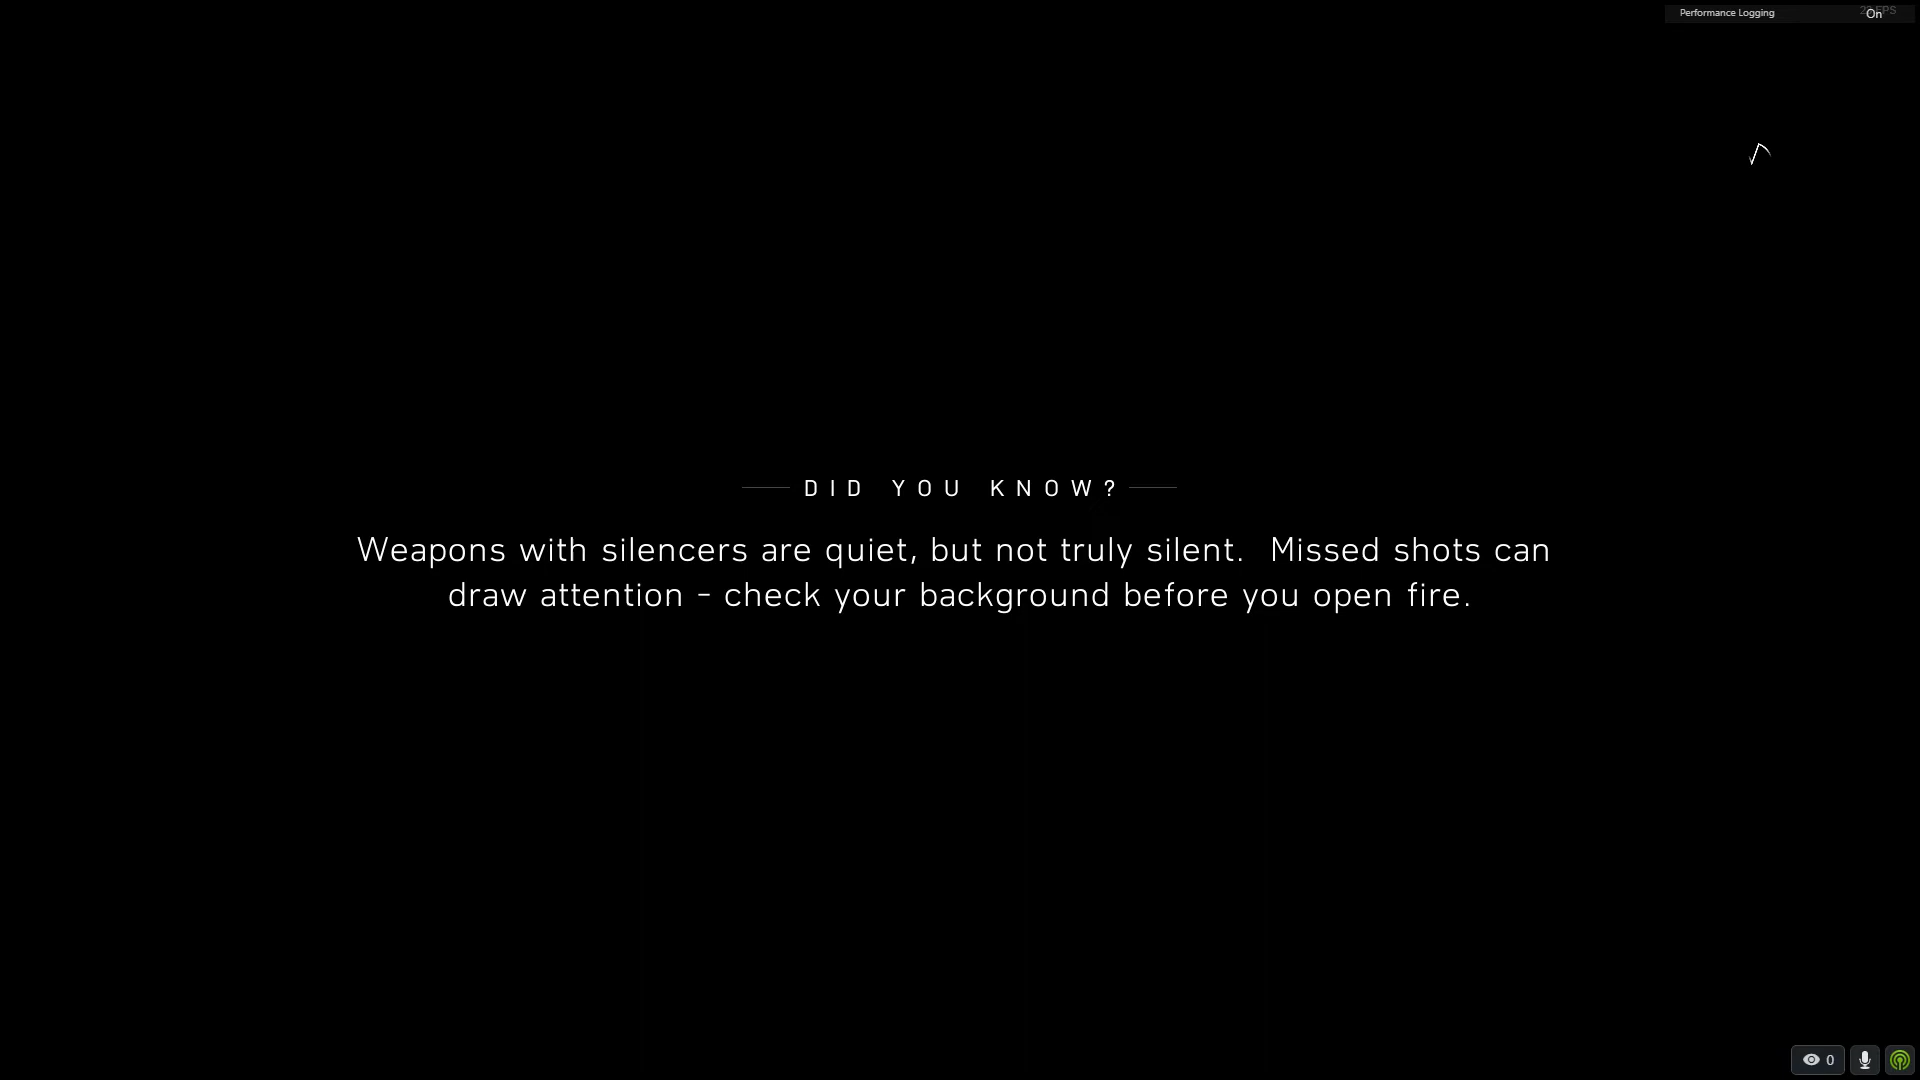 Performance Logging On
DID YOU KNOW?
Weapons with silencers are quiet, but not truly silent.  Missed shots can
draw attention - check your background before you open fire.
0